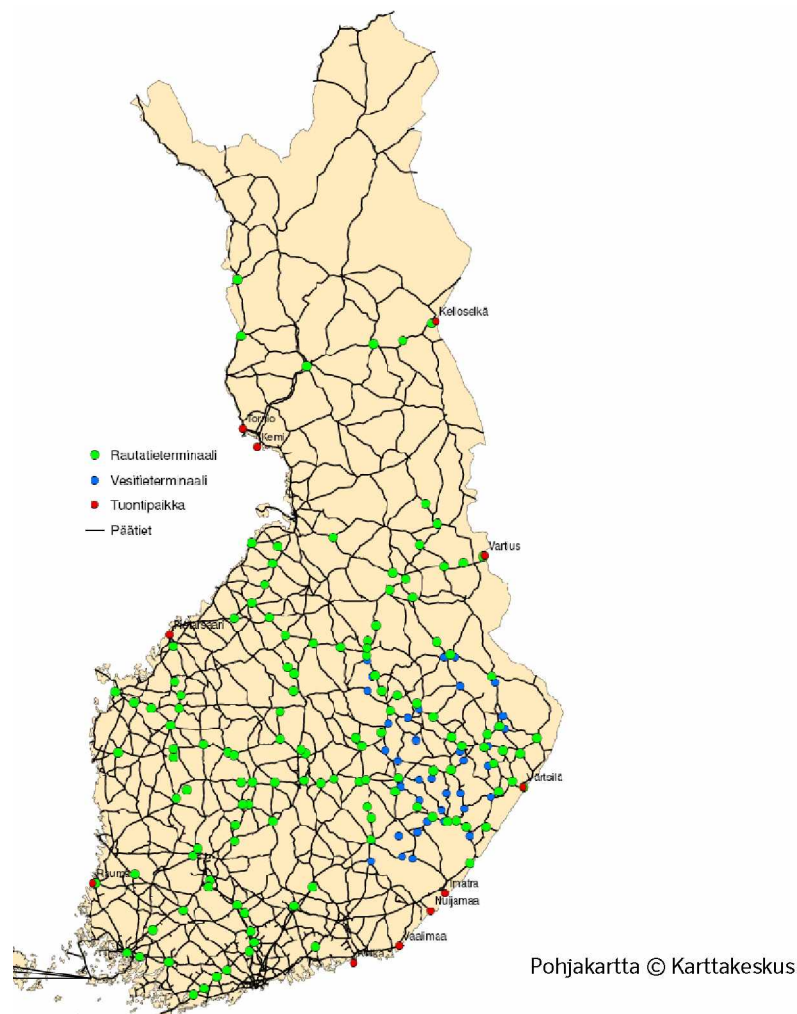 Kelloselkä
Tornio
Kemi
Rautatieterminaali
Vesitieterminaali
Tuontipaikka
Päätiet
Vartius
Pietarsaari
Värtsilä
Rauma
Imatra
Nuijamaa
Vaalimaa
Pohjakartta © Karttakeskus